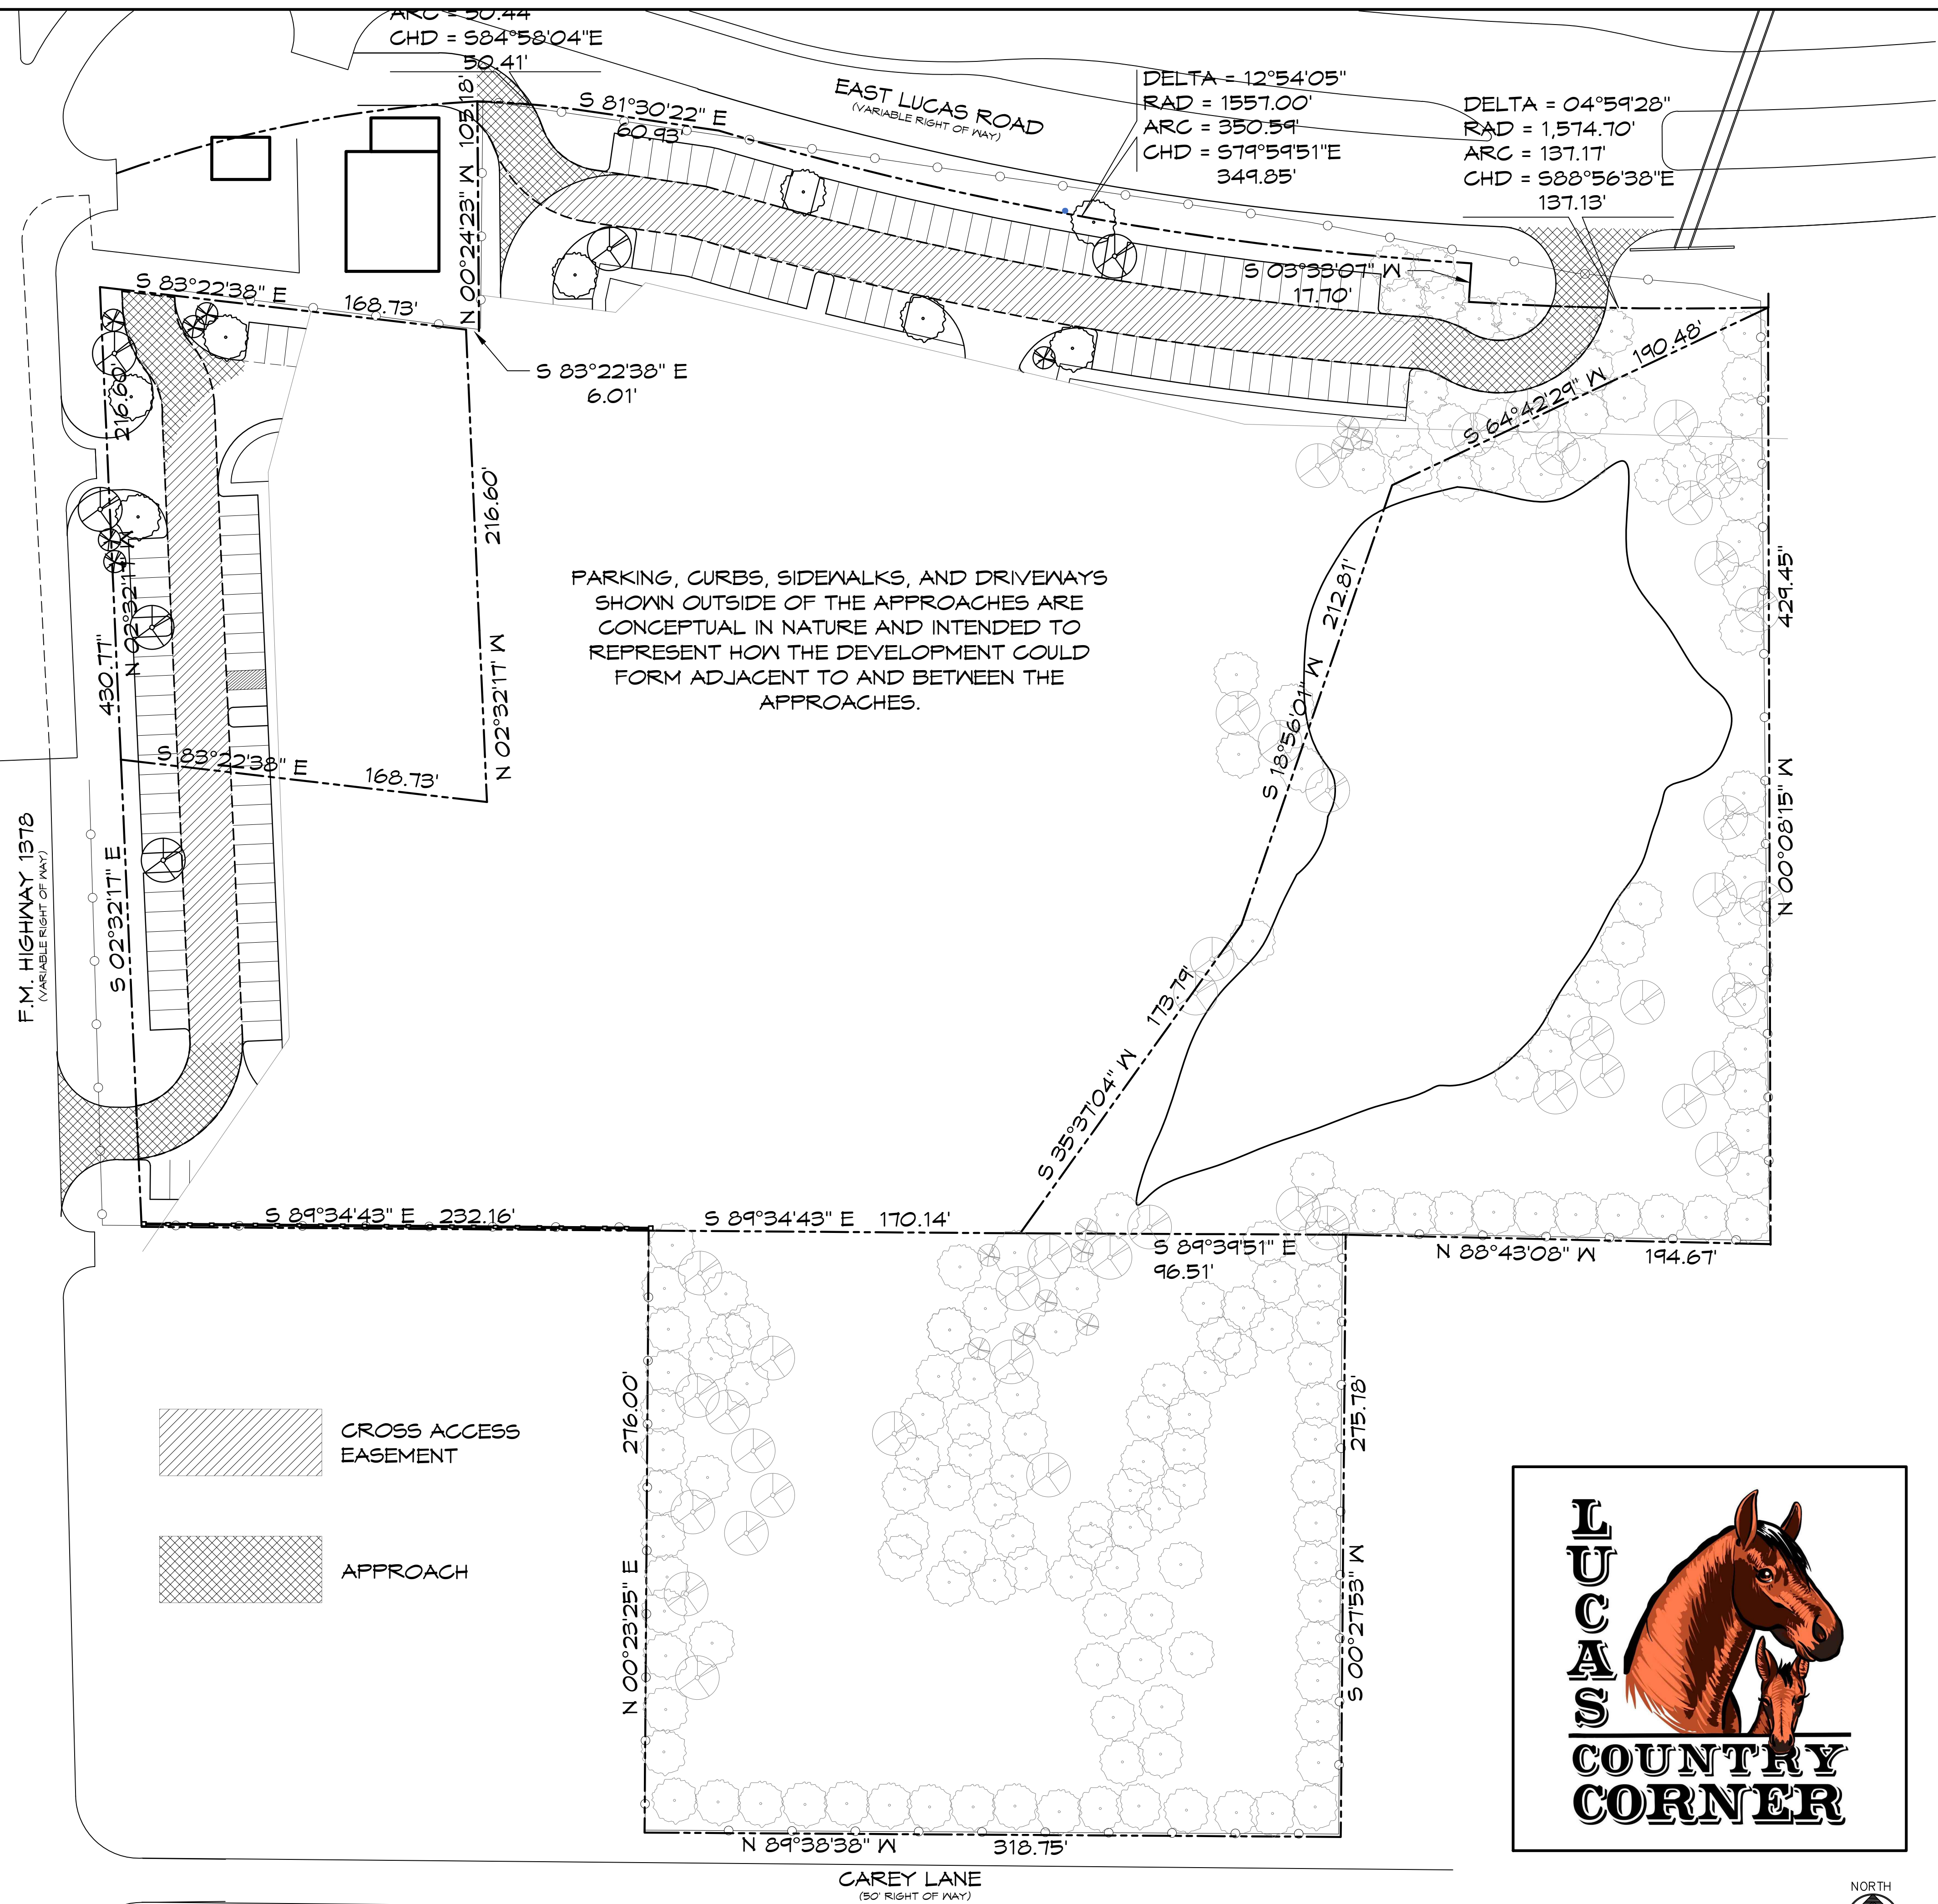 ARC = 50.44'
CHD = S84°58'04"E
50.41'
S 81°30'22" E
60.93'
EAST LUCAS ROAD
(VARIABLE RIGHT OF WAY)
DELTA = 12°54'05"
RAD = 1557.00'
ARC = 350.59'
CHD = S79°59'51"E
349.85'
DELTA = 04°59'28"
RAD = 1,574.70'
ARC = 137.17'
CHD = S88°56'38"E
137.13'
N 00°24'23" W 105.18'
S 03°33'07" W
17.70'
S 83°22'38" E 168.73'
S 83°22'38" E
6.01'
S 64°42'29" W 190.48'
216.60'
N 02°32'17" W
216.60'
N 02°32'17' W
PARKING, CURBS, SIDEWALKS, AND DRIVEWAYS
SHOWN OUTSIDE OF THE APPROACHES ARE
CONCEPTUAL IN NATURE AND INTENDED TO
REPRESENT HOW THE DEVELOPMENT COULD
FORM ADJACENT TO AND BETWEEN THE
APPROACHES.
S 18°56'01" W 212.81'
N 00°08'15" W 429.45"
S 83°22'38" E 168.73'
F.M. HIGHWAY 1378
(VARIABLE RIGHT OF WAY)
S 02°32'17" E 430.77"
S 35°37'04" W 173.79'
S 89°34'43" E 232.16'
S 89°34'43" E 170.14'
S 89°39'51" E
96.51'
N 88°43'08" W 194.67'
CROSS ACCESS
EASEMENT
APPROACH
N 00°23'25" E 276.00'
S 00°27'53" W 275.78'
LUCAS
COUNTRY
CORNER
N 89°38'38" W 318.75'
CAREY LANE
(50' RIGHT OF WAY)
NORTH